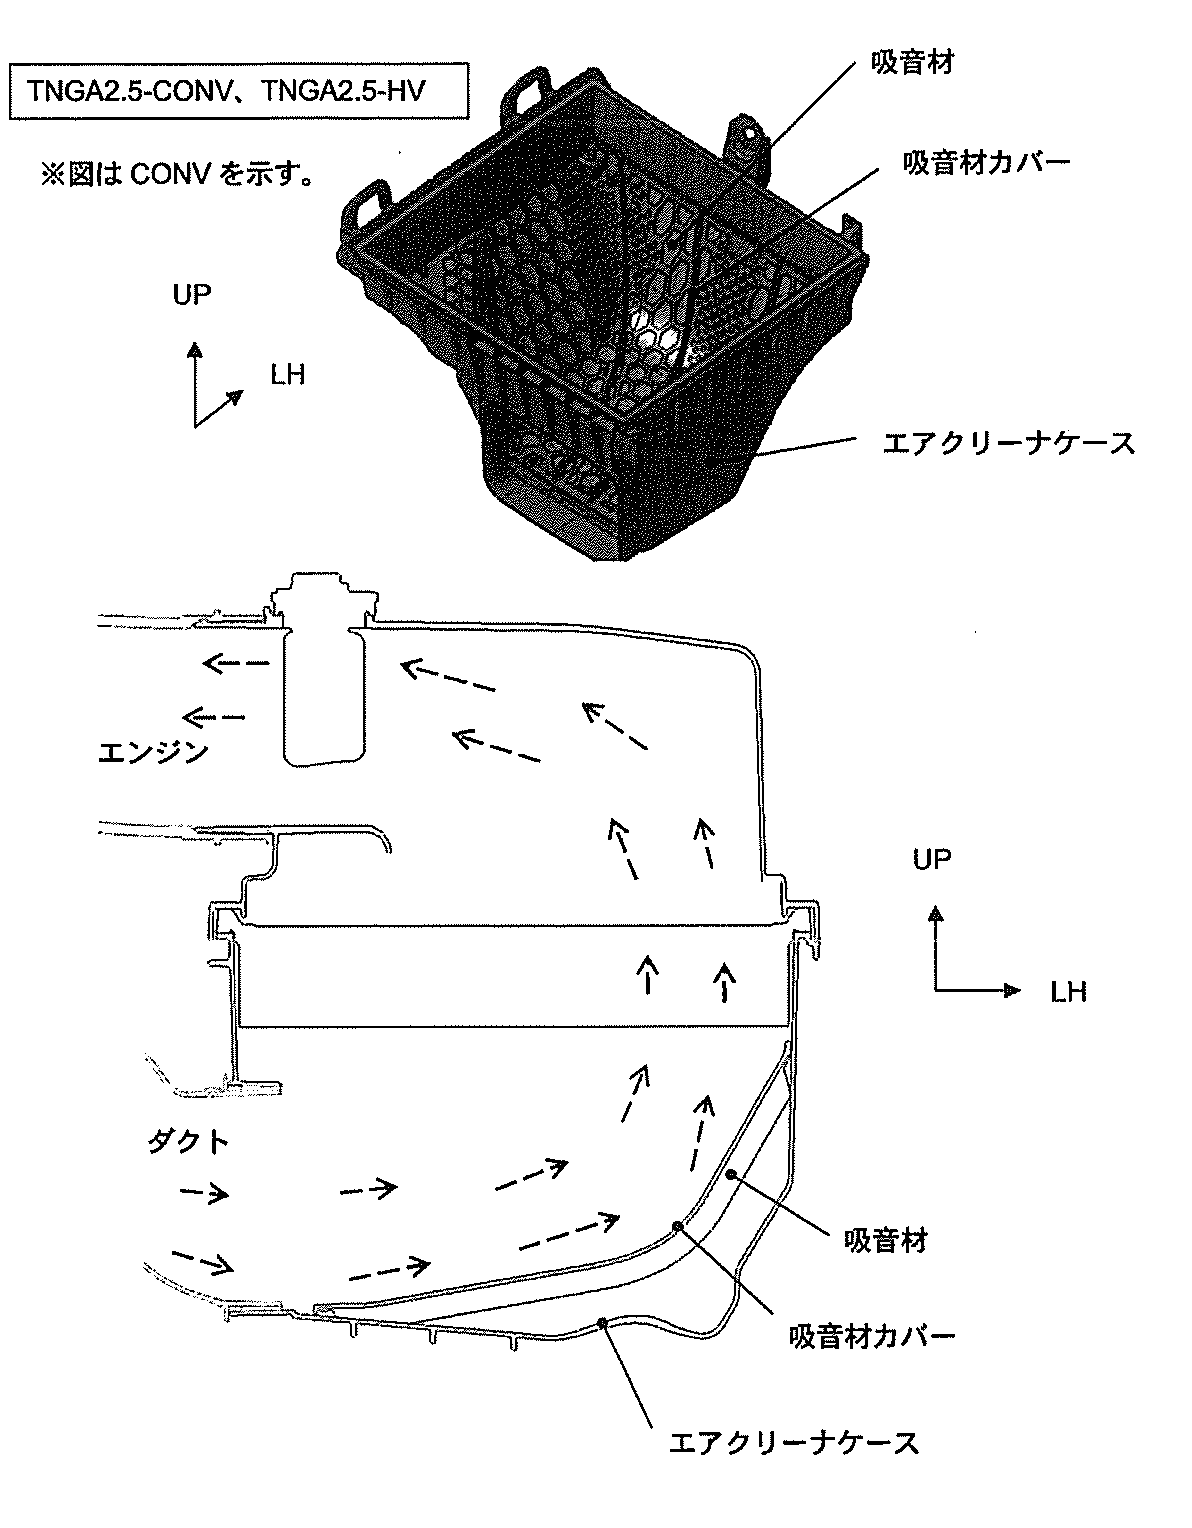 吸音材
TNGA2.5-CONV、TNGA2.5-HV
吸音材カバー
※図は CONV を示す。
UP
LH
エアクリーナケース
エンジン
UP
LH
ダクト
吸音材
吸音材カバー
エアクリーナケース